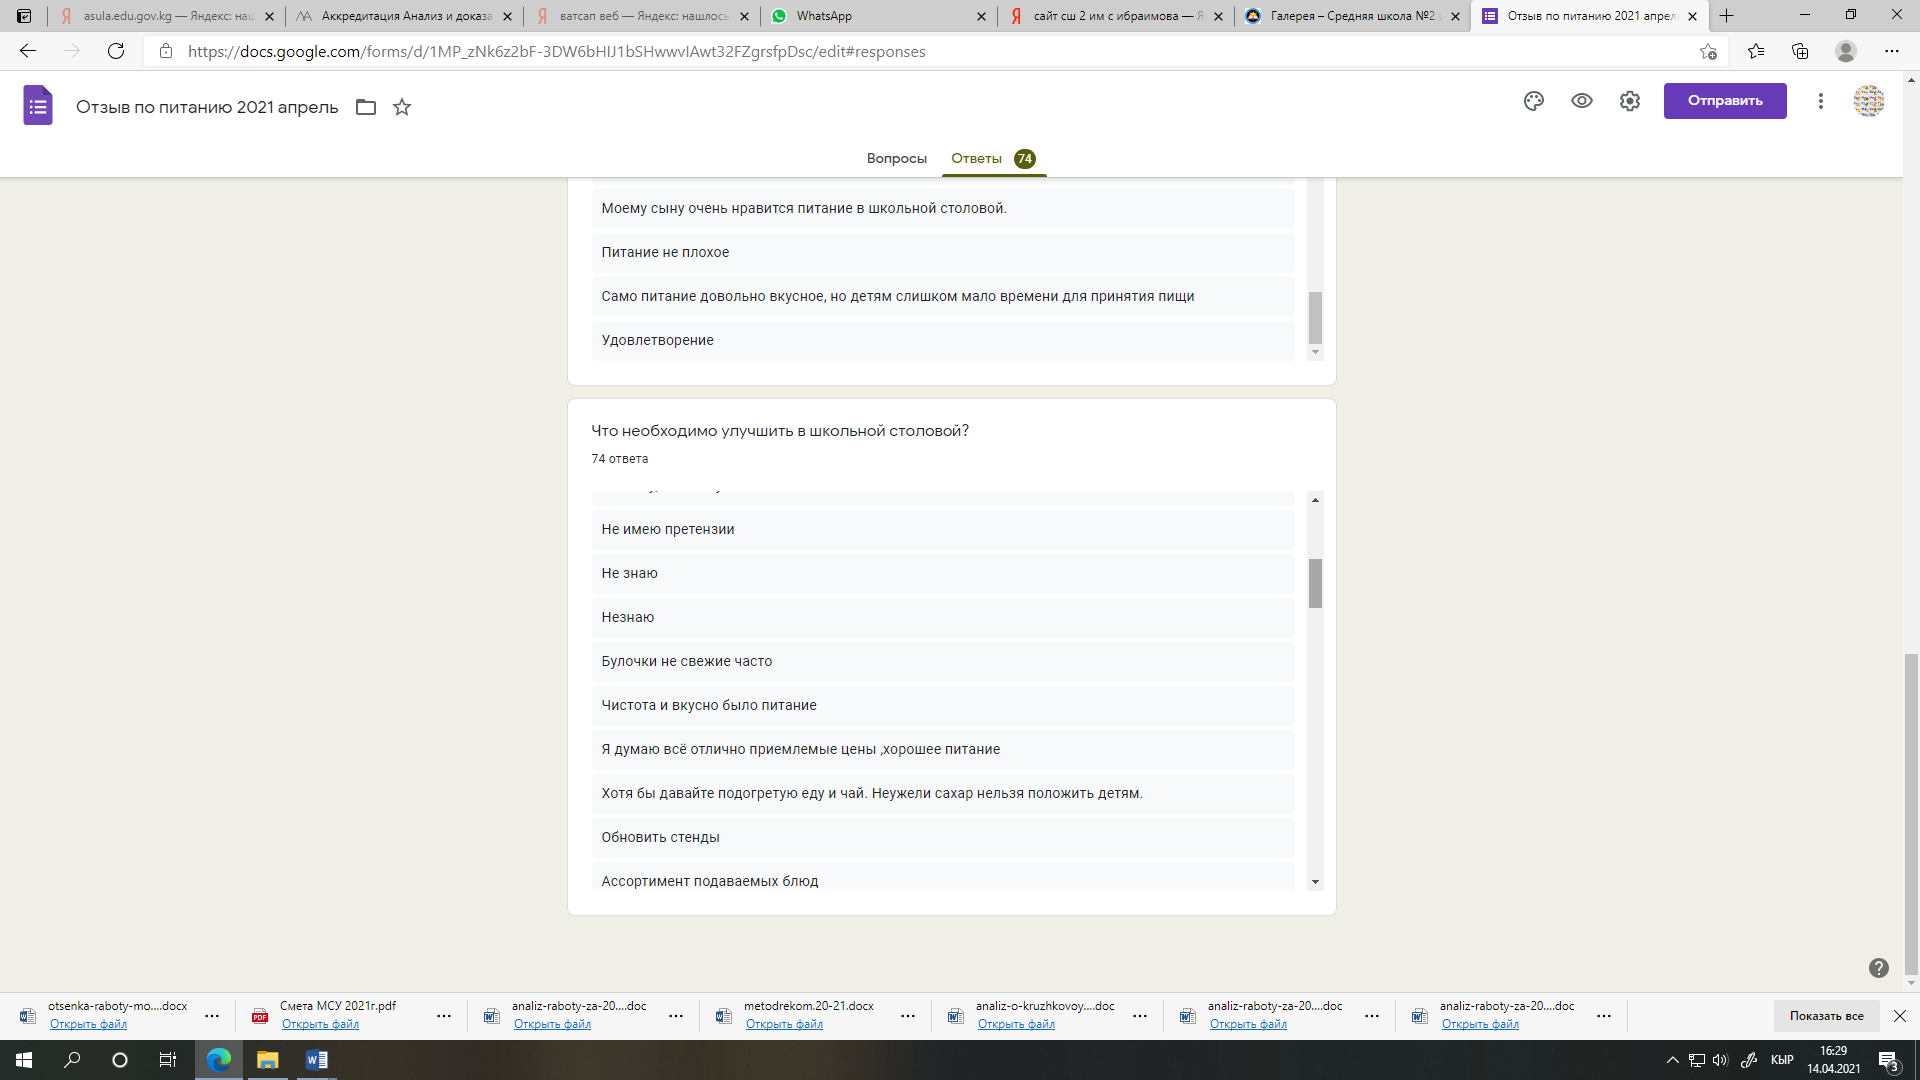 asula.edu.gov.kg — Яндекс: наш
Аккредитация Анализ и доказа
ватсап веб — Яндекс: нашлось
WhatsApp
сайт сш 2 им с ибраимова — Я
Галерея – Средняя школа №2
Отзыв по питанию 2021 апрел
https://docs.google.com/forms/d/1MP_zNk6z2bF-3DW6bHIJ1bSHwwvIAwt32FZgrsfpDsc/edit#responses
Отзыв по питанию 2021 апрель
Отправить
Вопросы
Ответы 74
Моему сыну очень нравится питание в школьной столовой.
Питание не плохое
Само питание довольно вкусное, но детям слишком мало времени для принятия пищи
Удовлетворение
Что необходимо улучшить в школьной столовой?
74 ответа
Не имею претензии
Не знаю
Незнаю
Булочки не свежие часто
Чистота и вкусно было питание
Я думаю всё отлично приемлемые цены ,хорошее питание
Хотя бы давайте подогретую еду и чай. Неужели сахар нельзя положить детям.
Обновить стенды
Ассортимент подаваемых блюд
otsenka-raboty-mo....docx
Открыть файл
Смета МСУ 2021г.pdf
Открыть файл
analiz-raboty-za-20....doc
Открыть файл
metodrekom.20-21.docx
Открыть файл
analiz-o-kruzhkovoy....doc
Открыть файл
analiz-raboty-za-20....doc
Открыть файл
analiz-raboty-za-20....doc
Открыть файл
Показать все
КЫР
16:29
14.04.2021
3